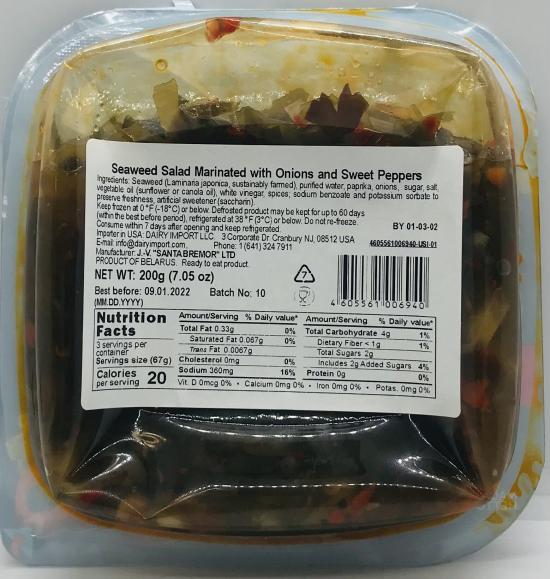 Seaweed Salad Marinated with Onions and Sweet Peppers
Ingredients: Seaweed (Laminaria japonica, sustainably farmed), purified water, paprika, onions, sugar, salt,
vegetable oil (sunflower or canola oil), white vinegar, spices; sodium benzoate and potassium sorbate to
preserve freshness, artificial sweetener (saccharin).
Keep frozen at 0 °F (-18°C) or below. Defrosted product may be kept for up to 60 days
(within the best before period), refrigerated at 38 °F (3°C) or below. Do not re-freeze.
Consume within 7 days after opening and keep refrigerated.
BY 01-03-02
Importer in USA: DAIRY IMPORT LLC 3 Corporate Dr Cranbury NJ, 08512 USA
E-mail: info@dairyimport.com, Phone: 1 (641) 324 7911
4605561006940-USI-01
Manufacturer: J.-V. "SANTA BREMOR" LTD
PRODUCT OF BELARUS. Ready to eat product.
NET WT: 200g (7.05 oz)
7
Best before: 09.01.2022 Batch No: 10
(MM.DD.YYYY)
4 605561 006940
Nutrition
Facts
3 servings per
container
Servings size (67g)
Calories
per serving 20
Amount/Serving % Daily value*
Total Fat 0.33g 0%
Saturated Fat 0.067g 0%
Trans Fat 0.0067g
Cholesterol 0mg 0%
Sodium 360mg 16%
Amount/Serving % Daily value*
Total Carbohydrate 4g 1%
Dietary Fiber < 1g 1%
Total Sugars 2g
Includes 2g Added Sugars 4%
Protein 0g 0%
Vit. D 0mcg 0% • Calcium 0mg 0% • Iron 0mg 0% • Potas. 0mg 0%